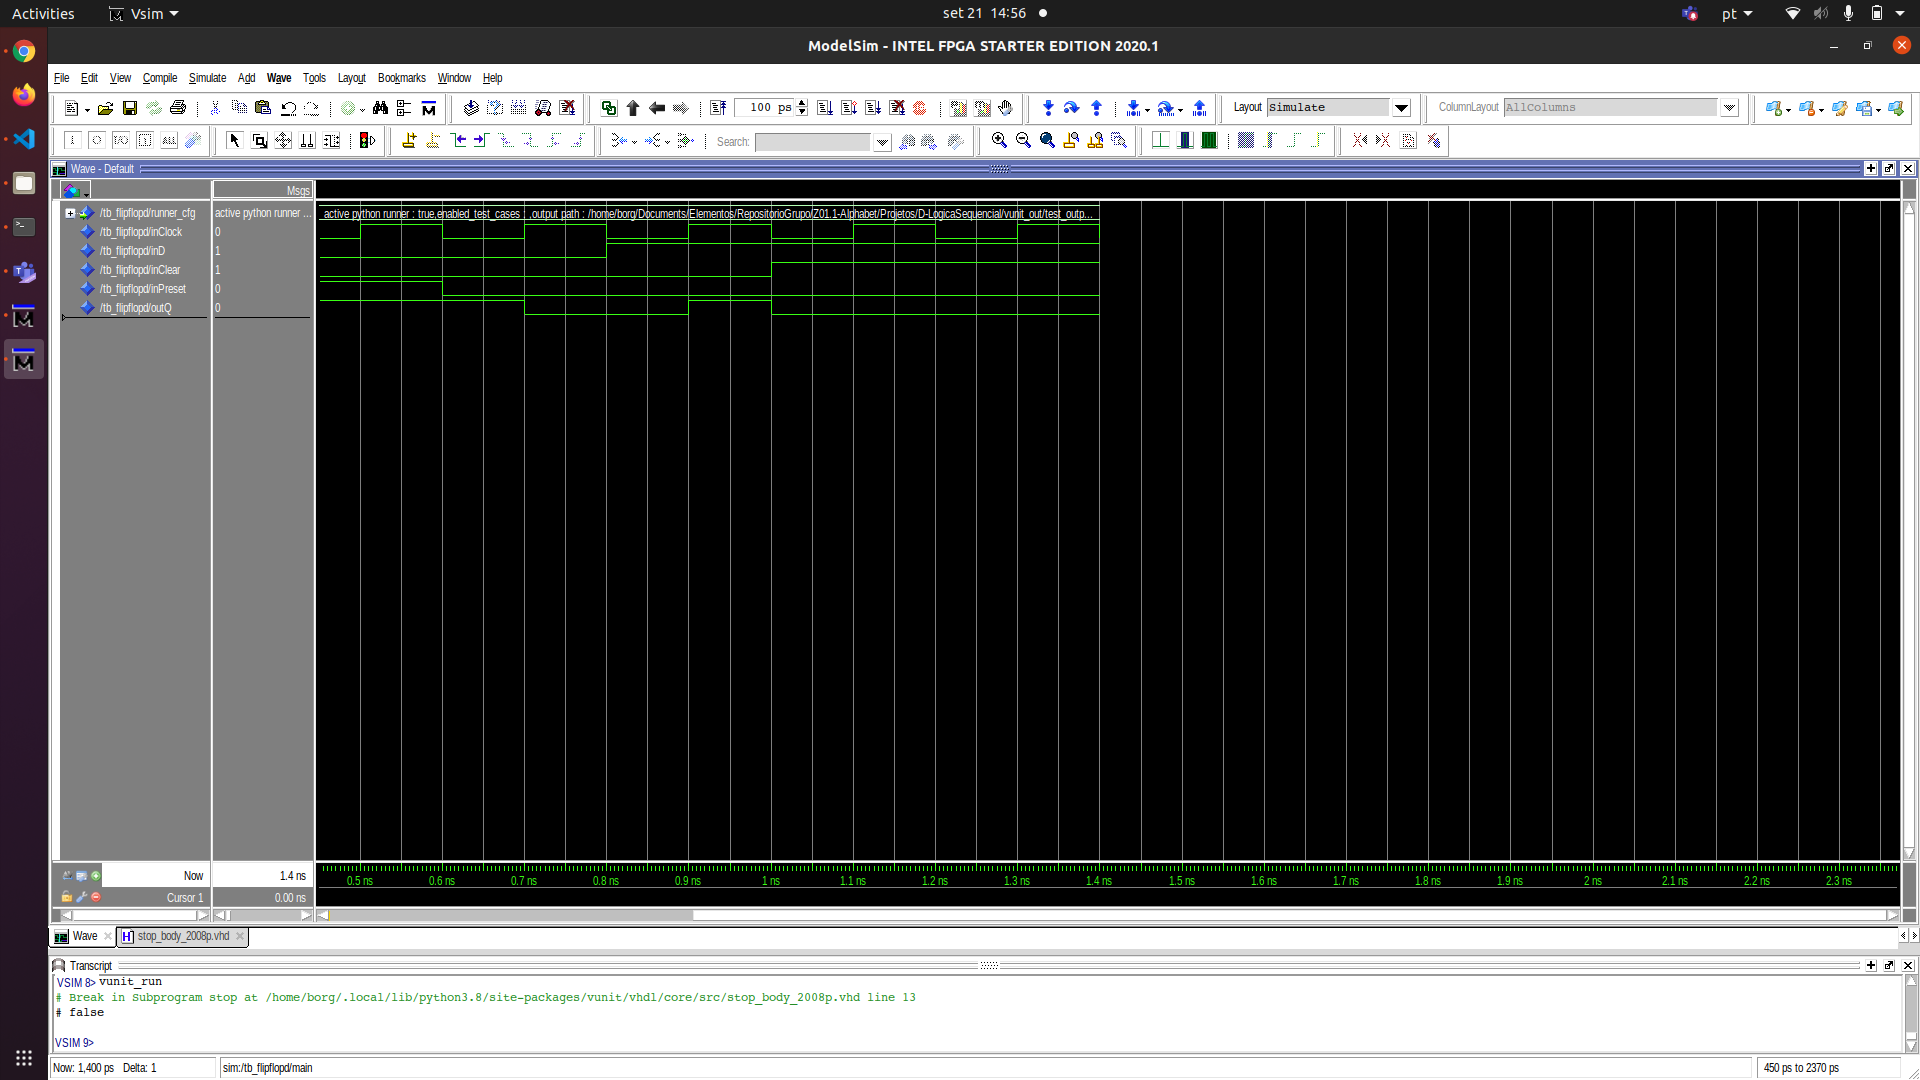 Activities Vsim set 21 14:56 pt
ModelSim - INTEL FPGA STARTER EDITION 2020.1
File Edit View Compile Simulate Add Wave Tools Layout Bookmarks Window Help
100 ps Layout Simulate ColumnLayout AllColumns
Search:
Wave - Default
Msgs
/tb_flipflopd/runner_cfg active python runner ... active python runner : true,enabled_test_cases : ,output path : /home/borg/Documents/Elementos/RepositorioGrupo/Z01.1-Alphabet/Projetos/D-LogicaSequencial/vunit_out/test_outp...
/tb_flipflopd/inClock 0
/tb_flipflopd/inD 1
/tb_flipflopd/inClear 1
/tb_flipflopd/inPreset 0
/tb_flipflopd/outQ 0
Now 1.4 ns 0.5 ns 0.6 ns 0.7 ns 0.8 ns 0.9 ns 1 ns 1.1 ns 1.2 ns 1.3 ns 1.4 ns 1.5 ns 1.6 ns 1.7 ns 1.8 ns 1.9 ns 2 ns 2.1 ns 2.2 ns 2.3 ns
Cursor 1 0.00 ns
Wave stop_body_2008p.vhd
Transcript
VSIM 8> vunit_run
# Break in Subprogram stop at /home/borg/.local/lib/python3.8/site-packages/vunit/vhdl/core/src/stop_body_2008p.vhd line 13
# false
VSIM 9>
Now: 1,400 ps Delta: 1 sim:/tb_flipflopd/main 450 ps to 2370 ps